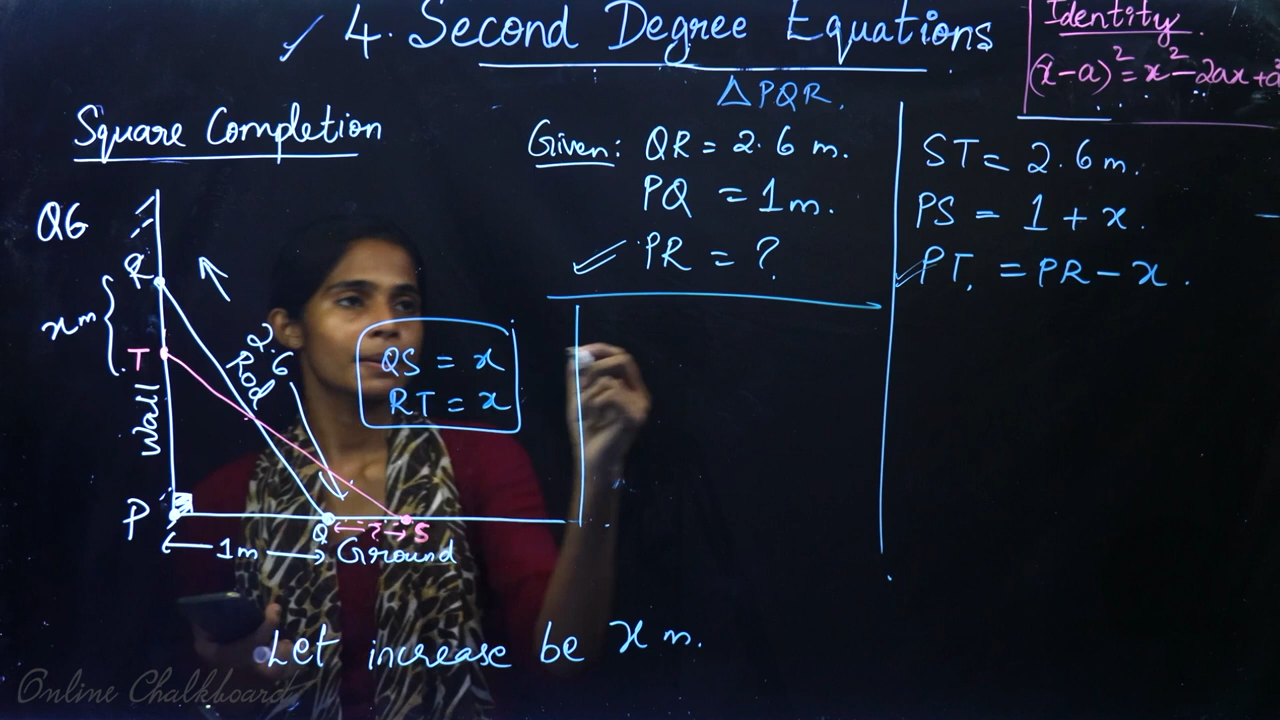 ✓ 4. Second Degree Equations
Identity
(x-a)² = x² - 2ax + a²
Square Completion
△PQR.
Given: QR = 2.6 m.
PQ = 1m.
✓ PR = ?
ST = 2.6 m.
PS = 1 + x.
✓ PT. = PR - x.
Q6
R
x m
T
Wall
2.6
Rod
QS = x
RT = x
P
Q
?
S
1m
Ground
Let increase be x m.
Online Chalkboard